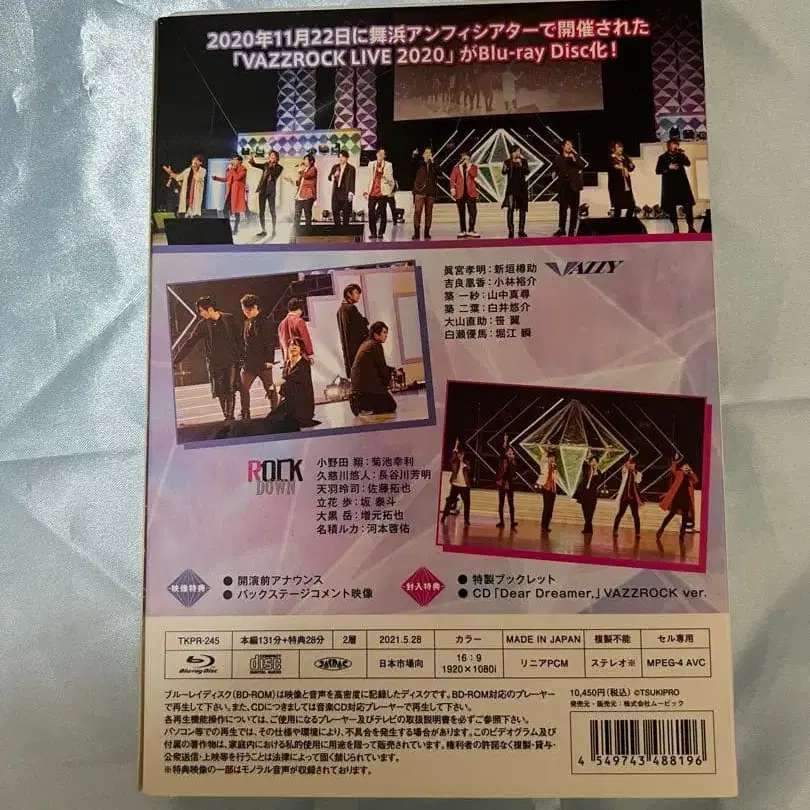 2020年11月22日に舞浜アンフィシアターで開催された
「VAZZROCK LIVE 2020」がBlu-ray Disc化！
眞宮孝明：新垣樽助
吉良凰香：小林裕介
築 一紗：山中真尋
築 二葉：白井悠介
大山直助：笹 翼
白瀬優馬：堀江 瞬
VAZZY
ROCK
DOWN
小野田 翔：菊池幸利
久慈川悠人：長谷川芳明
天羽玲司：佐藤拓也
立花 歩：坂 泰斗
大黒 岳：増元拓也
名積ルカ：河本啓佑
映像特典
● 開演前アナウンス
● バックステージコメント映像
封入特典
● 特製ブックレット
● CD「Dear Dreamer,」VAZZROCK ver.
TKPR-245 本編131分+特典28分 2層 2021.5.28 カラー MADE IN JAPAN 複製不能 セル専用
Blu-ray Disc COMPACT disc DIGITAL AUDIO 日本市場向 16：9 1920×1080i リニアPCM ステレオ※ MPEG-4 AVC
ブルーレイディスク（BD-ROM）は映像と音声を高密度に記録したディスクです。BD-ROM対応のプレーヤー
で再生して下さい。また、CDにつきましては音楽CD対応プレーヤーで再生して下さい。
各再生機能操作については、ご使用になるプレーヤー及びテレビの取扱説明書を必ずご参照下さい。
パソコン等での再生では、その仕様や環境により、不具合を発生する場合があります。このビデオグラム及び
付属の著作物は、家庭内における私的使用に用途を限って販売されています。権利者の許諾なく複製・貸与・
公衆送信・上映等を行うことは法律によって固く禁じられています。
※特典映像の一部はモノラル音声が収録されております。
10,450円（税込）©TSUKIPRO
発売元・販売元：株式会社ムービック
4 549743 488196